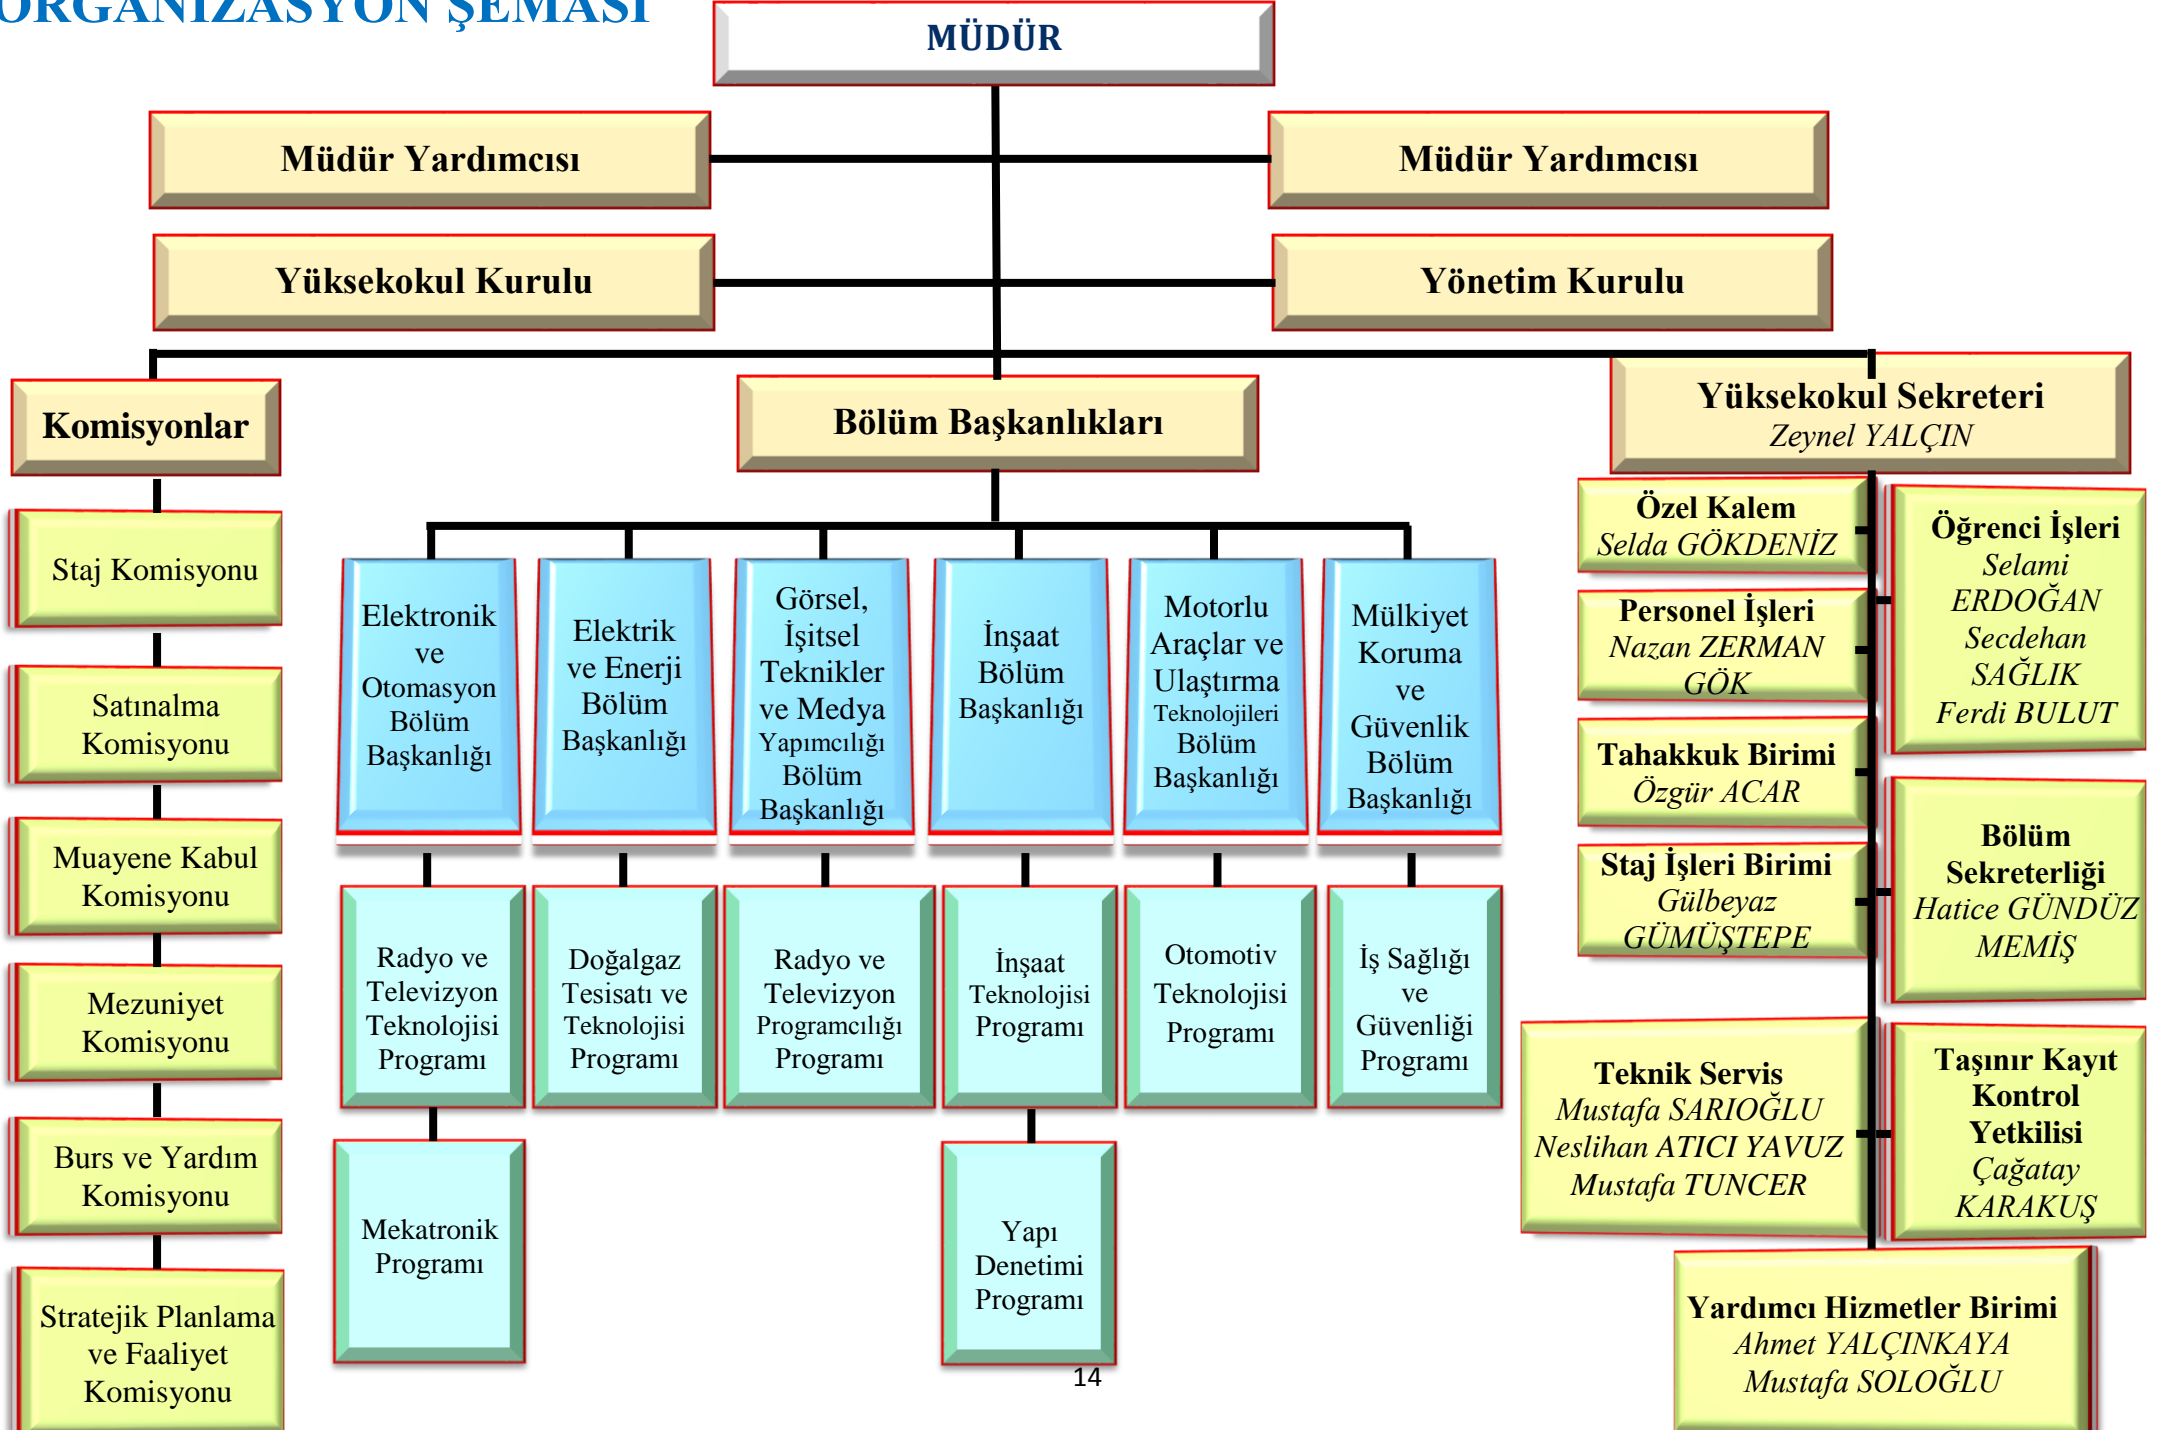 ORGANİZASYON ŞEMASI
MÜDÜR
Müdür Yardımcısı
Müdür Yardımcısı
Yüksekokul Kurulu
Yönetim Kurulu
Komisyonlar
Bölüm Başkanlıkları
Yüksekokul Sekreteri
Zeynel YALÇIN
Staj Komisyonu
Satınalma
Komisyonu
Muayene Kabul
Komisyonu
Mezuniyet
Komisyonu
Burs ve Yardım
Komisyonu
Stratejik Planlama
ve Faaliyet
Komisyonu
Elektronik
ve
Otomasyon
Bölüm
Başkanlığı
Elektrik
ve Enerji
Bölüm
Başkanlığı
Görsel,
İşitsel
Teknikler
ve Medya
Yapımcılığı
Bölüm
Başkanlığı
İnşaat
Bölüm
Başkanlığı
Motorlu
Araçlar ve
Ulaştırma
Teknolojileri
Bölüm
Başkanlığı
Mülkiyet
Koruma
ve
Güvenlik
Bölüm
Başkanlığı
Radyo ve
Televizyon
Teknolojisi
Programı
Doğalgaz
Tesisatı ve
Teknolojisi
Programı
Radyo ve
Televizyon
Programcılığı
Programı
İnşaat
Teknolojisi
Programı
Otomotiv
Teknolojisi
Programı
İş Sağlığı
ve
Güvenliği
Programı
Mekatronik
Programı
Yapı
Denetimi
Programı
Özel Kalem
Selda GÖKDENİZ
Personel İşleri
Nazan ZERMAN
GÖK
Tahakkuk Birimi
Özgür ACAR
Staj İşleri Birimi
Gülbeyaz
GÜMÜŞTEPE
Öğrenci İşleri
Selami
ERDOĞAN
Secdehan
SAĞLIK
Ferdi BULUT
Bölüm
Sekreterliği
Hatice GÜNDÜZ
MEMİŞ
Teknik Servis
Mustafa SARIOĞLU
Neslihan ATICI YAVUZ
Mustafa TUNCER
Taşınır Kayıt
Kontrol
Yetkilisi
Çağatay
KARAKUŞ
Yardımcı Hizmetler Birimi
Ahmet YALÇINKAYA
Mustafa SOLOĞLU
14